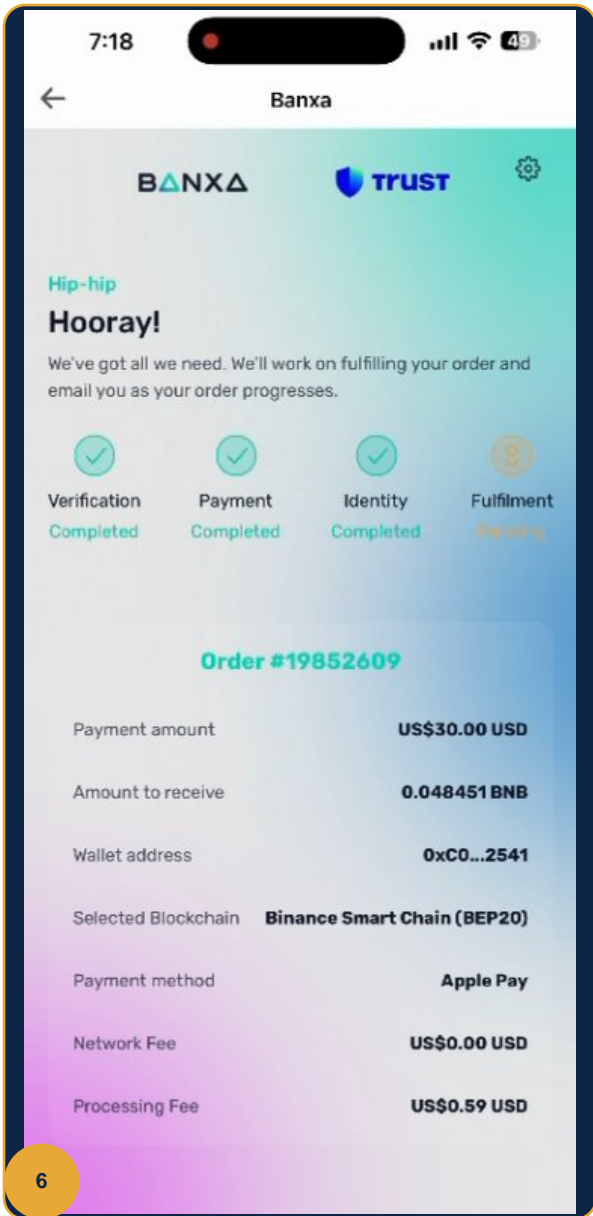 7:18
49
Banxa
BANXA
TRUST
Hip-hip
Hooray!
We've got all we need. We'll work on fulfilling your order and
email you as your order progresses.
Verification Payment Identity Fulfilment
Completed Completed Completed
Order #19852609
Payment amount US$30.00 USD
Amount to receive 0.048451 BNB
Wallet address 0xC0...2541
Selected Blockchain Binance Smart Chain (BEP20)
Payment method Apple Pay
Network Fee US$0.00 USD
Processing Fee US$0.59 USD
6